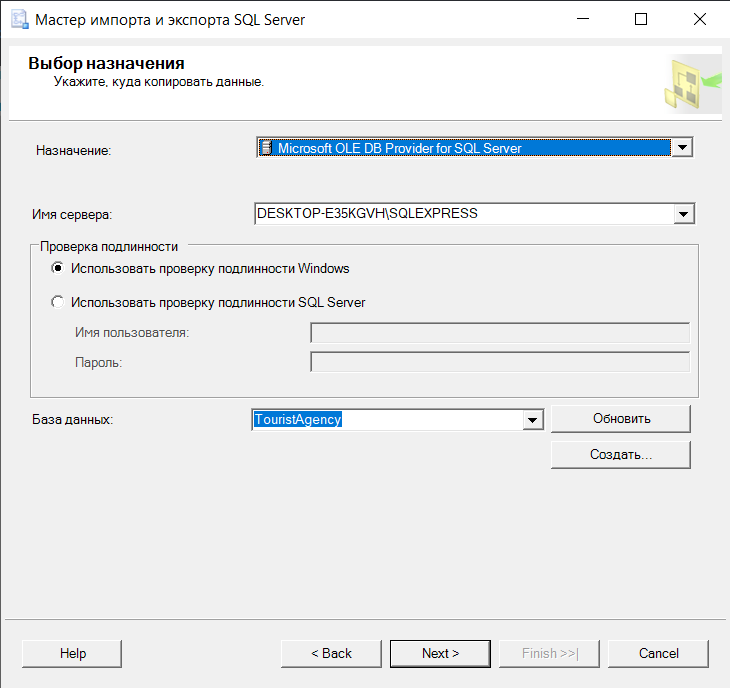 Мастер импорта и экспорта SQL Server
Выбор назначения
Укажите, куда копировать данные.
Назначение:
Microsoft OLE DB Provider for SQL Server
Имя сервера:
DESKTOP-E35KGVH\SQLEXPRESS
Проверка подлинности
Использовать проверку подлинности Windows
Использовать проверку подлинности SQL Server
Имя пользователя:
Пароль:
База данных:
TouristAgency
Обновить
Создать...
Help
< Back
Next >
Finish >>|
Cancel